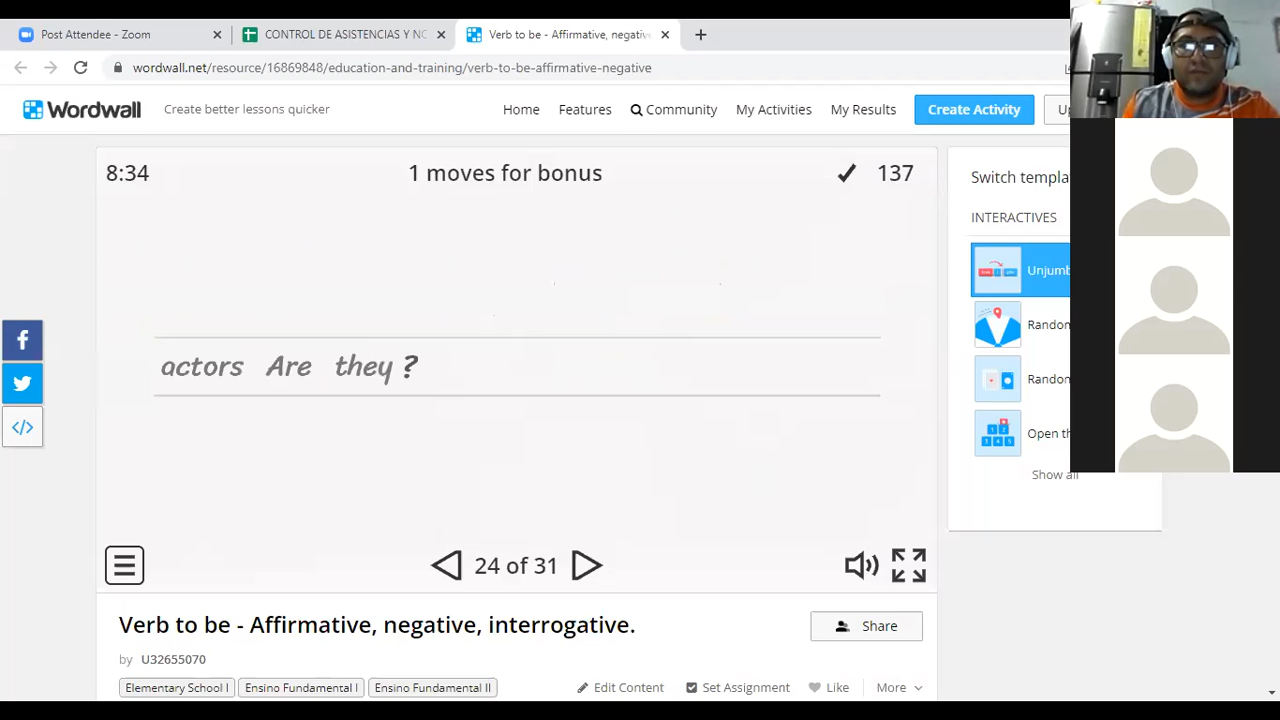 Post Attendee - Zoom
CONTROL DE ASISTENCIAS Y NO
Verb to be - Affirmative, negativ
wordwall.net/resource/16869848/education-and-training/verb-to-be-affirmative-negative
Wordwall
Create better lessons quicker
Home
Features
Community
My Activities
My Results
Create Activity
Up
8:34
1 moves for bonus
137
Switch templa
INTERACTIVES
Unjumb
Random
Random
Open th
Show all
actors Are they ?
24 of 31
Verb to be - Affirmative, negative, interrogative.
Share
by U32655070
Elementary School I
Ensino Fundamental I
Ensino Fundamental II
Edit Content
Set Assignment
Like
More